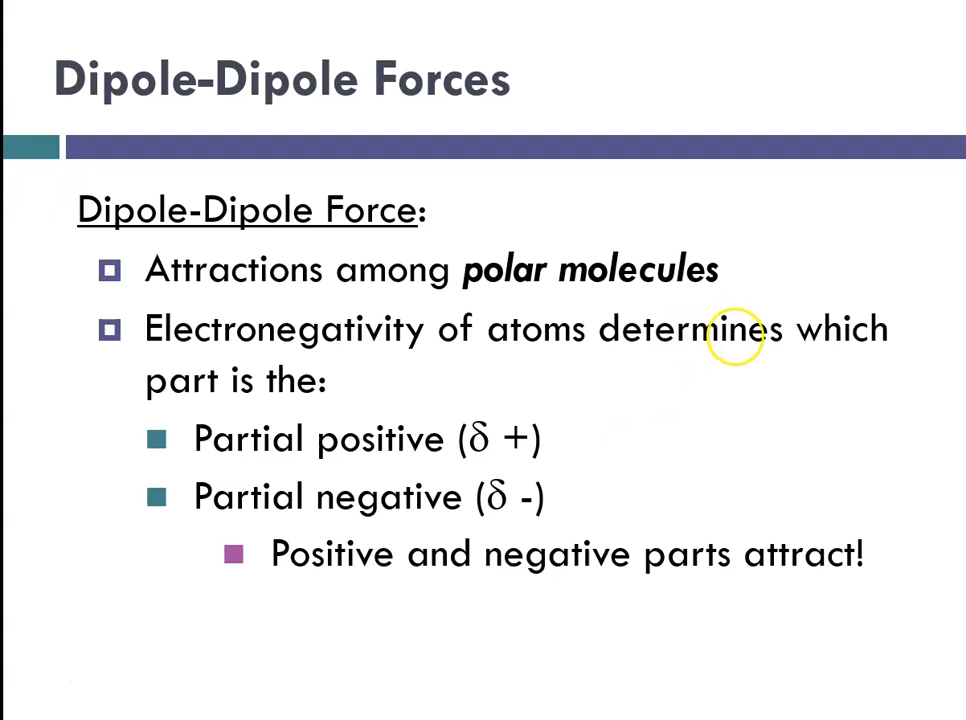 Dipole-Dipole Forces
Dipole-Dipole Force:
Attractions among polar molecules
Electronegativity of atoms determines which
part is the:
Partial positive (δ +)
Partial negative (δ -)
Positive and negative parts attract!